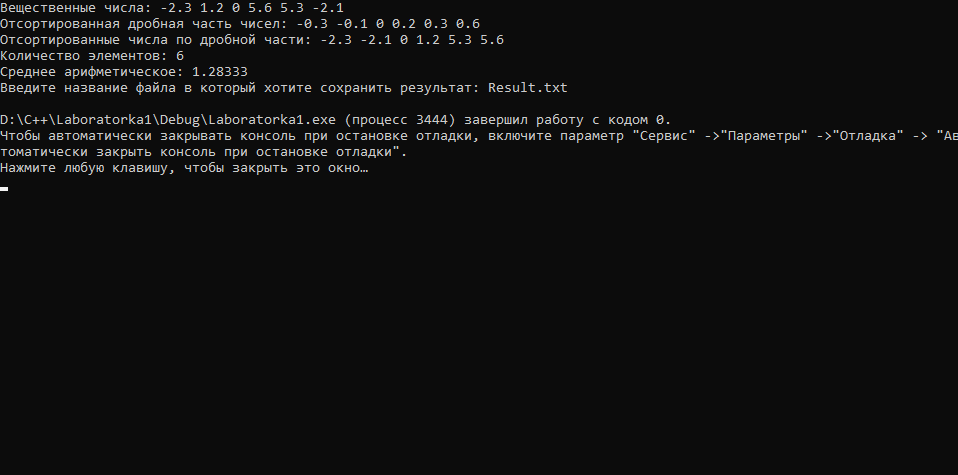 Вещественные числа: -2.3 1.2 0 5.6 5.3 -2.1
Отсортированная дробная часть чисел: -0.3 -0.1 0 0.2 0.3 0.6
Отсортированные числа по дробной части: -2.3 -2.1 0 1.2 5.3 5.6
Количество элементов: 6
Среднее арифметическое: 1.28333
Введите название файла в который хотите сохранить результат: Result.txt
D:\C++\Laboratorka1\Debug\Laboratorka1.exe (процесс 3444) завершил работу с кодом 0.
Чтобы автоматически закрывать консоль при остановке отладки, включите параметр "Сервис" ->"Параметры" ->"Отладка" -> "Ав
томатически закрыть консоль при остановке отладки".
Нажмите любую клавишу, чтобы закрыть это окно…